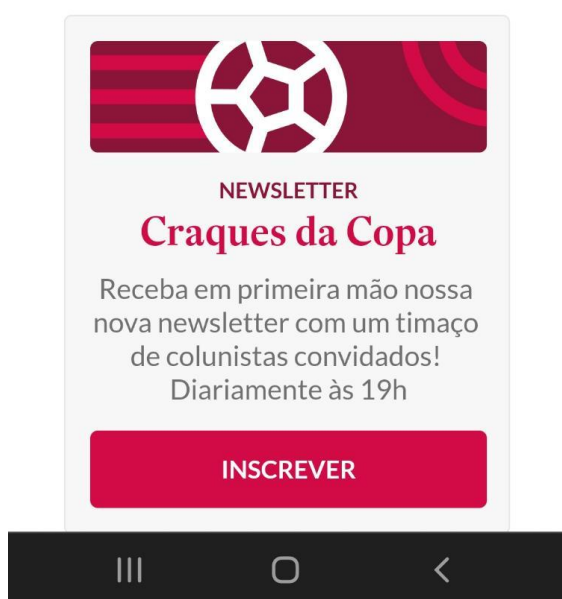 NEWSLETTER
Craques da Copa
Receba em primeira mão nossa
nova newsletter com um timaço
de colunistas convidados!
Diariamente às 19h
INSCREVER